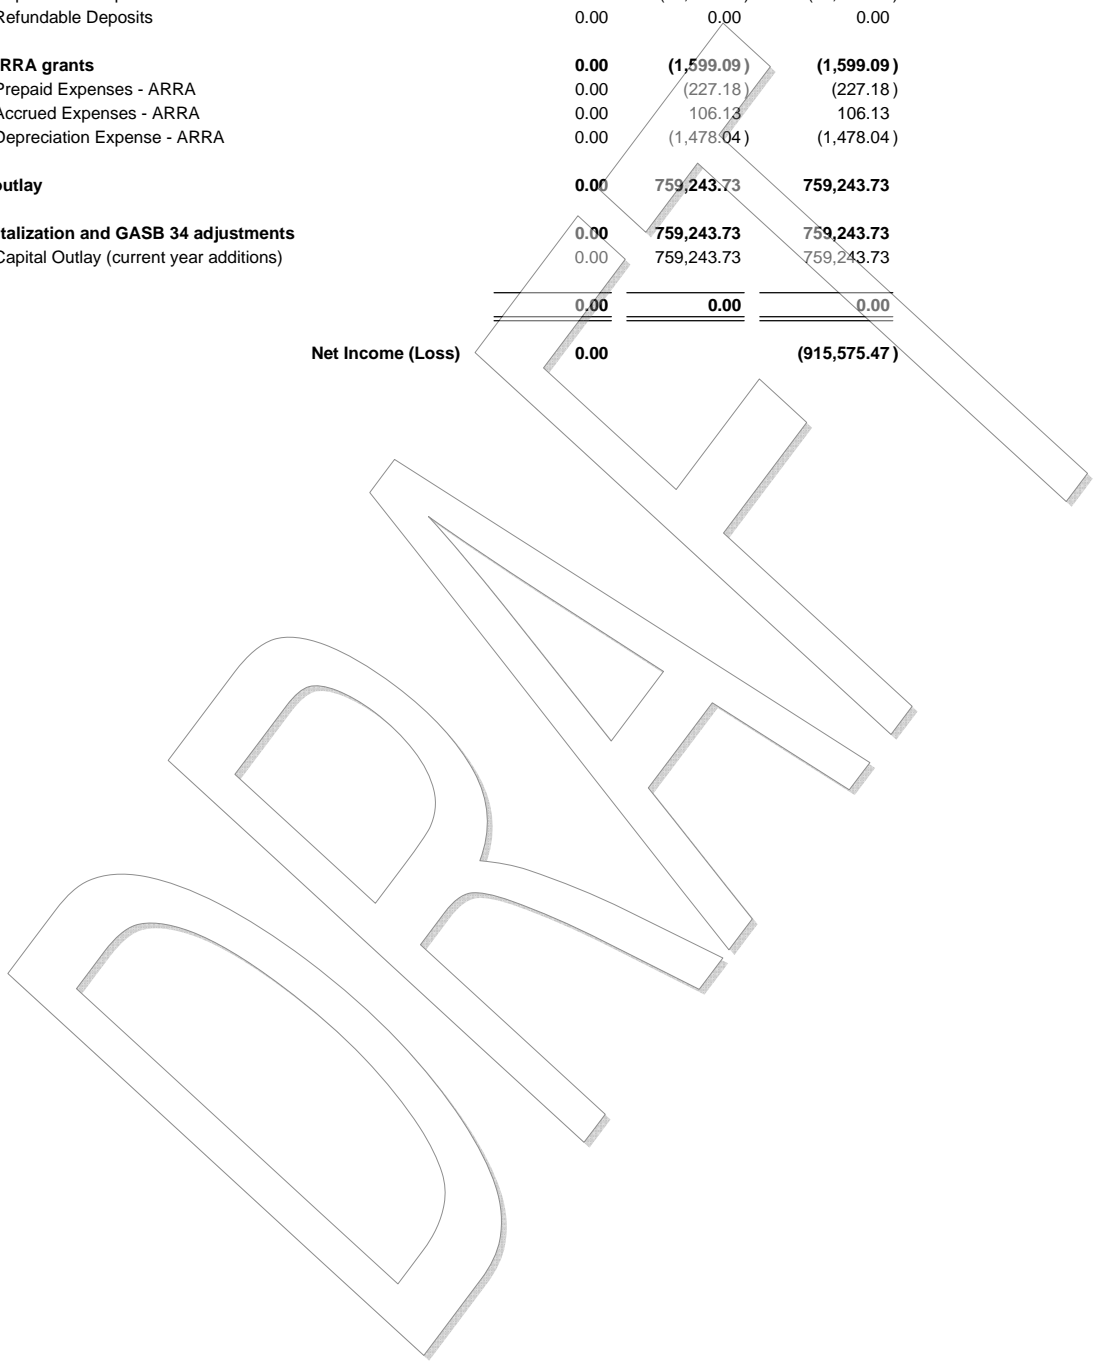 Refundable Deposits 0.00 0.00 0.00
RRA grants 0.00 (1,599.09) (1,599.09)
Prepaid Expenses - ARRA 0.00 (227.18) (227.18)
Accrued Expenses - ARRA 0.00 106.13 106.13
Depreciation Expense - ARRA 0.00 (1,478.04) (1,478.04)
outlay 0.00 759,243.73 759,243.73
talization and GASB 34 adjustments 0.00 759,243.73 759,243.73
Capital Outlay (current year additions) 0.00 759,243.73 759,243.73
0.00 0.00 0.00
Net Income (Loss) 0.00 (915,575.47)
DRAFT